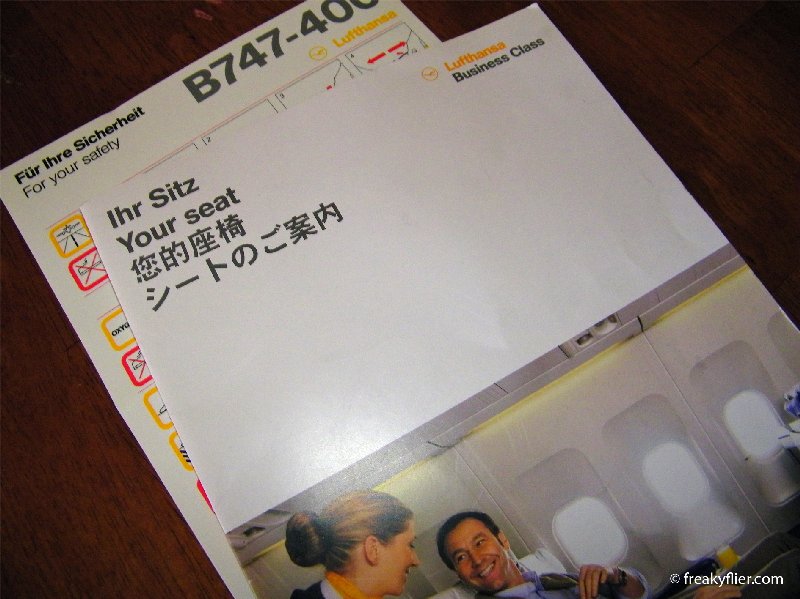 B747-400
Lufthansa
Für Ihre Sicherheit
For your safety
Lufthansa
Business Class
Ihr Sitz
Your seat
您的座椅
シートのご案内
OXYG
© freakyflier.com